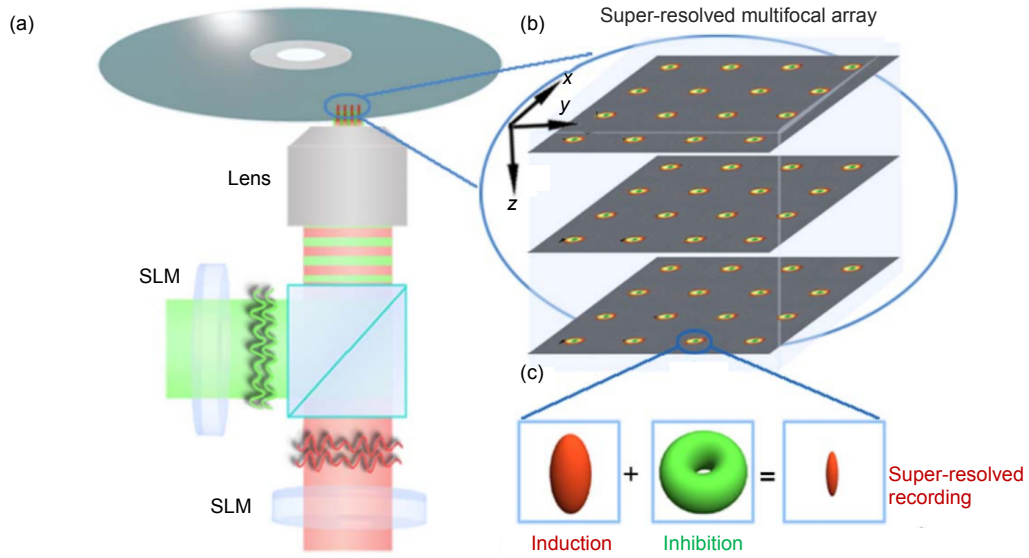 (a)
(b)
Super-resolved multifocal array
x
y
z
Lens
SLM
SLM
(c)
+
=
Super-resolved
recording
Induction
Inhibition